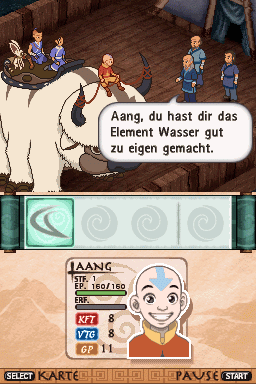 Aang, du hast dir das
Element Wasser gut
zu eigen gemacht.
AANG
STF. 1
EP. 160/160
ERF.
KFT 8
VTG 8
GP 11
SELECT KARTE
PAUSE START